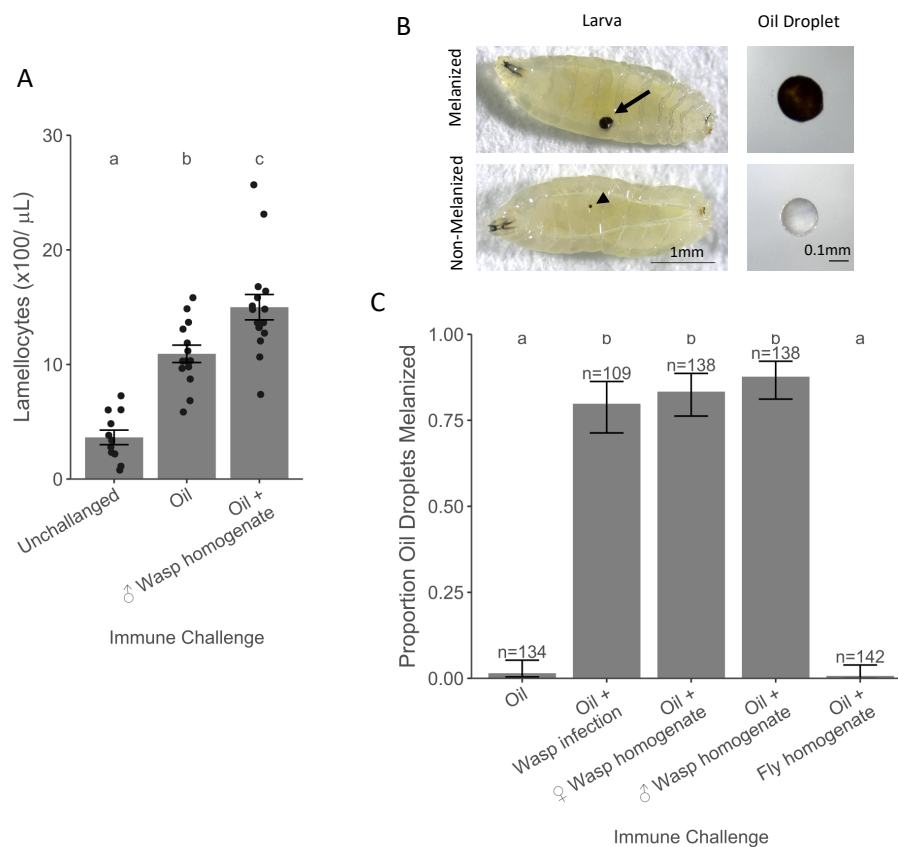 A
Lamellocytes (x100/ μL)
30
20
10
0
a
b
c
Unchallanged
Oil
Oil +
♂ Wasp homogenate
Immune Challenge
B
Larva
Oil Droplet
Melanized
Non-Melanized
1mm
0.1mm
C
Proportion Oil Droplets Melanized
1.00
0.75
0.50
0.25
0.00
a
b
b
b
a
n=134
n=109
n=138
n=138
n=142
Oil
Oil +
Wasp infection
Oil +
♀ Wasp homogenate
Oil +
♂ Wasp homogenate
Oil +
Fly homogenate
Immune Challenge